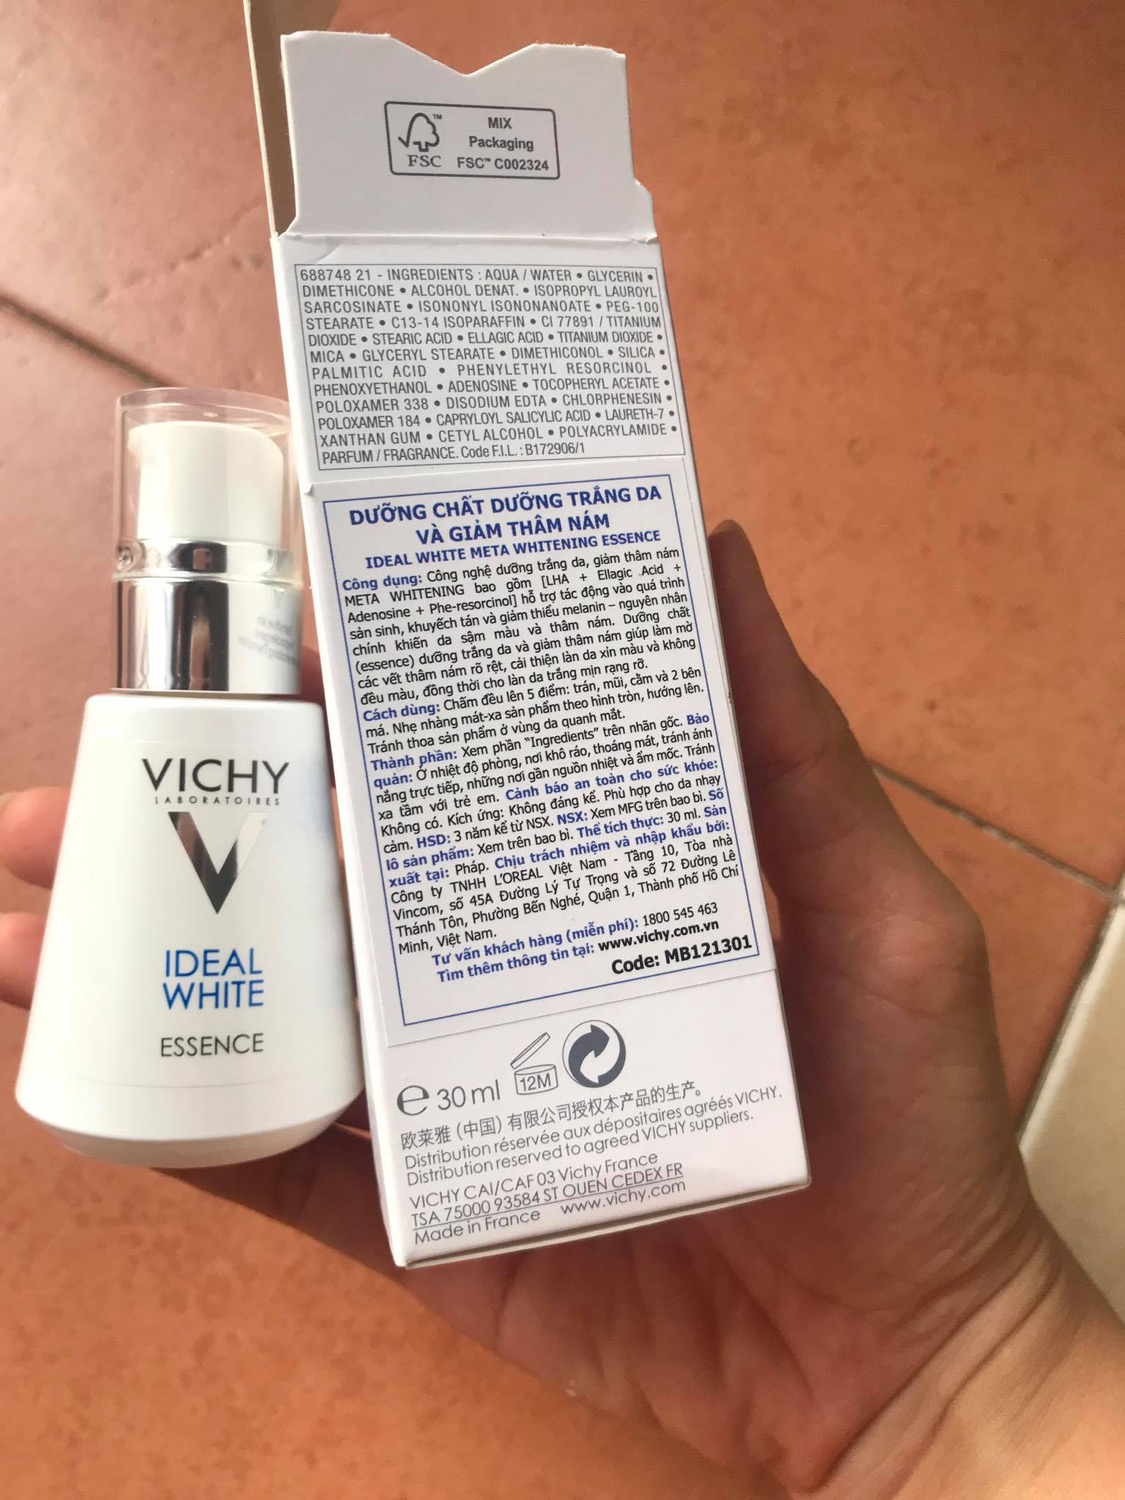 MIX
Packaging
FSC™ C002324
FSC
688748 21 - INGREDIENTS : AQUA / WATER • GLYCERIN •
DIMETHICONE • ALCOHOL DENAT. • ISOPROPYL LAUROYL
SARCOSINATE • ISONONYL ISONONANOATE • PEG-100
STEARATE • C13-14 ISOPARAFFIN • CI 77891 / TITANIUM
DIOXIDE • STEARIC ACID • ELLAGIC ACID • TITANIUM DIOXIDE •
MICA • GLYCERYL STEARATE • DIMETHICONOL • SILICA •
PALMITIC ACID • PHENYLETHYL RESORCINOL •
PHENOXYETHANOL • ADENOSINE • TOCOPHERYL ACETATE •
POLOXAMER 338 • DISODIUM EDTA • CHLORPHENESIN •
POLOXAMER 184 • CAPRYLOYL SALICYLIC ACID • LAURETH-7 •
XANTHAN GUM • CETYL ALCOHOL • POLYACRYLAMIDE •
PARFUM / FRAGRANCE. Code F.I.L. : B172906/1
DƯỠNG CHẤT DƯỠNG TRẮNG DA
VÀ GIẢM THÂM NÁM
IDEAL WHITE META WHITENING ESSENCE
Công dụng: Công nghệ dưỡng trắng da, giảm thâm nám
META WHITENING bao gồm [LHA + Ellagic Acid +
Adenosine + Phe-resorcinol] hỗ trợ tác động vào quá trình
sản sinh, khuyếch tán và giảm thiểu melanin – nguyên nhân
chính khiến da sậm màu và thâm nám. Dưỡng chất
(essence) dưỡng trắng da và giảm thâm nám giúp làm mờ
các vết thâm nám rõ rệt, cải thiện làn da xỉn màu và không
đều màu, đồng thời cho làn da trắng mịn rạng rỡ.
Cách dùng: Chấm đều lên 5 điểm: trán, mũi, cằm và 2 bên
má. Nhẹ nhàng mát-xa sản phẩm theo hình tròn, hướng lên.
Tránh thoa sản phẩm ở vùng da quanh mắt.
Thành phần: Xem phần "Ingredients" trên nhãn gốc. Bảo
quản: Ở nhiệt độ phòng, nơi khô ráo, thoáng mát, tránh ánh
nắng trực tiếp, những nơi gần nguồn nhiệt và ẩm mốc. Tránh
xa tầm với trẻ em. Cảnh báo an toàn cho sức khỏe:
Không có. Kích ứng: Không đáng kể. Phù hợp cho da nhạy
cảm. HSD: 3 năm kể từ NSX. NSX: Xem MFG trên bao bì. Số
lô sản phẩm: Xem trên bao bì. Thể tích thực: 30 ml. Sản
xuất tại: Pháp. Chịu trách nhiệm và nhập khẩu bởi:
Công ty TNHH L'OREAL Việt Nam - Tầng 10, Tòa nhà
Vincom, số 45A Đường Lý Tự Trọng và số 72 Đường Lê
Thánh Tôn, Phường Bến Nghé, Quận 1, Thành phố Hồ Chí
Minh, Việt Nam.
Tư vấn khách hàng (miễn phí): 1800 545 463
Tìm thêm thông tin tại: www.vichy.com.vn
Code: MB121301
e 30 ml
12M
欧莱雅（中国）有限公司授权本产品的生产。
Distribution réservée aux dépositaires agréés VICHY.
Distribution reserved to agreed VICHY suppliers.
VICHY CAI/CAF 03 Vichy France
TSA 75000 93584 ST OUEN CEDEX FR
Made in France www.vichy.com
VICHY
LABORATOIRES
IDEAL
WHITE
ESSENCE